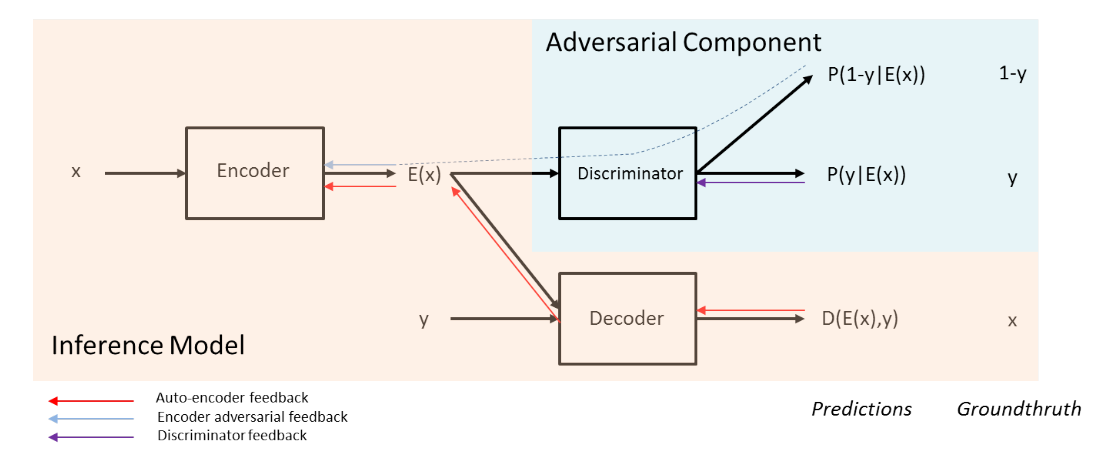 Adversarial Component
P(1-y|E(x))
1-y
x
Encoder
E(x)
Discriminator
P(y|E(x))
y
y
Decoder
D(E(x),y)
x
Inference Model
Auto-encoder feedback
Encoder adversarial feedback
Discriminator feedback
Predictions
Groundthruth